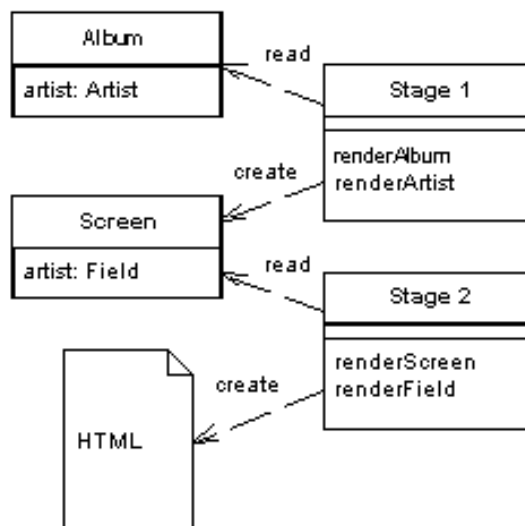 Album
artist: Artist
read
Stage 1
renderAlbum
renderArtist
create
Screen
artist: Field
read
Stage 2
renderScreen
renderField
create
HTML